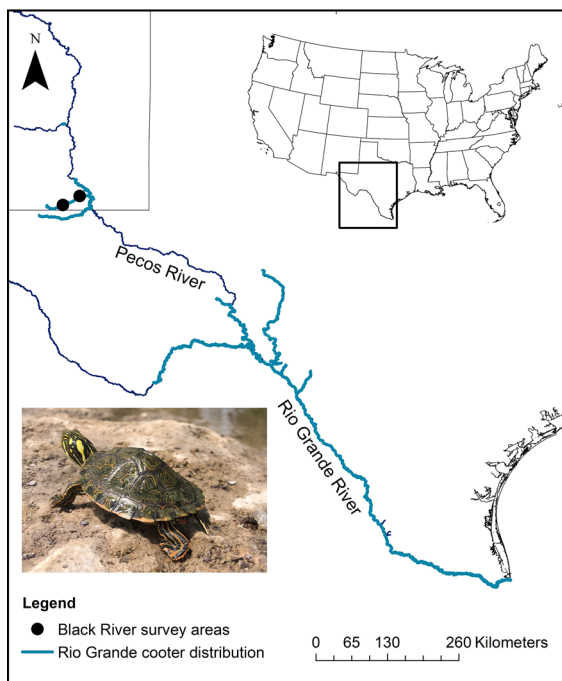 N
Pecos River
Rio Grande River
Legend
Black River survey areas
Rio Grande cooter distribution
0 65 130 260 Kilometers